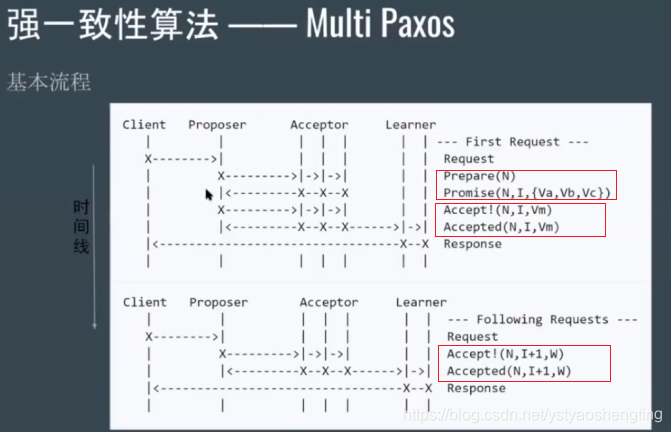 强一致性算法 —— Multi Paxos
基本流程
时间线
Client Proposer Acceptor Learner
| | | | | | | --- First Request ---
X-------->| | | | | | Request
| X--------->|->|->| | | Prepare(N)
| |<---------X--X--X | | Promise(N,I,{Va,Vb,Vc})
| X--------->|->|->| | | Accept!(N,I,Vm)
| |<---------X--X--X------>|->| Accepted(N,I,Vm)
|<---------------------------------X--X Response
| | | | | | |
Client Proposer Acceptor Learner
| | | | | | | --- Following Requests ---
X-------->| | | | | | Request
| X--------->|->|->| | | Accept!(N,I+1,W)
| |<---------X--X--X------>|->| Accepted(N,I+1,W)
|<---------------------------------X--X Response
| | | | | | |
https://blog.csdn.net/ystyaoshengting